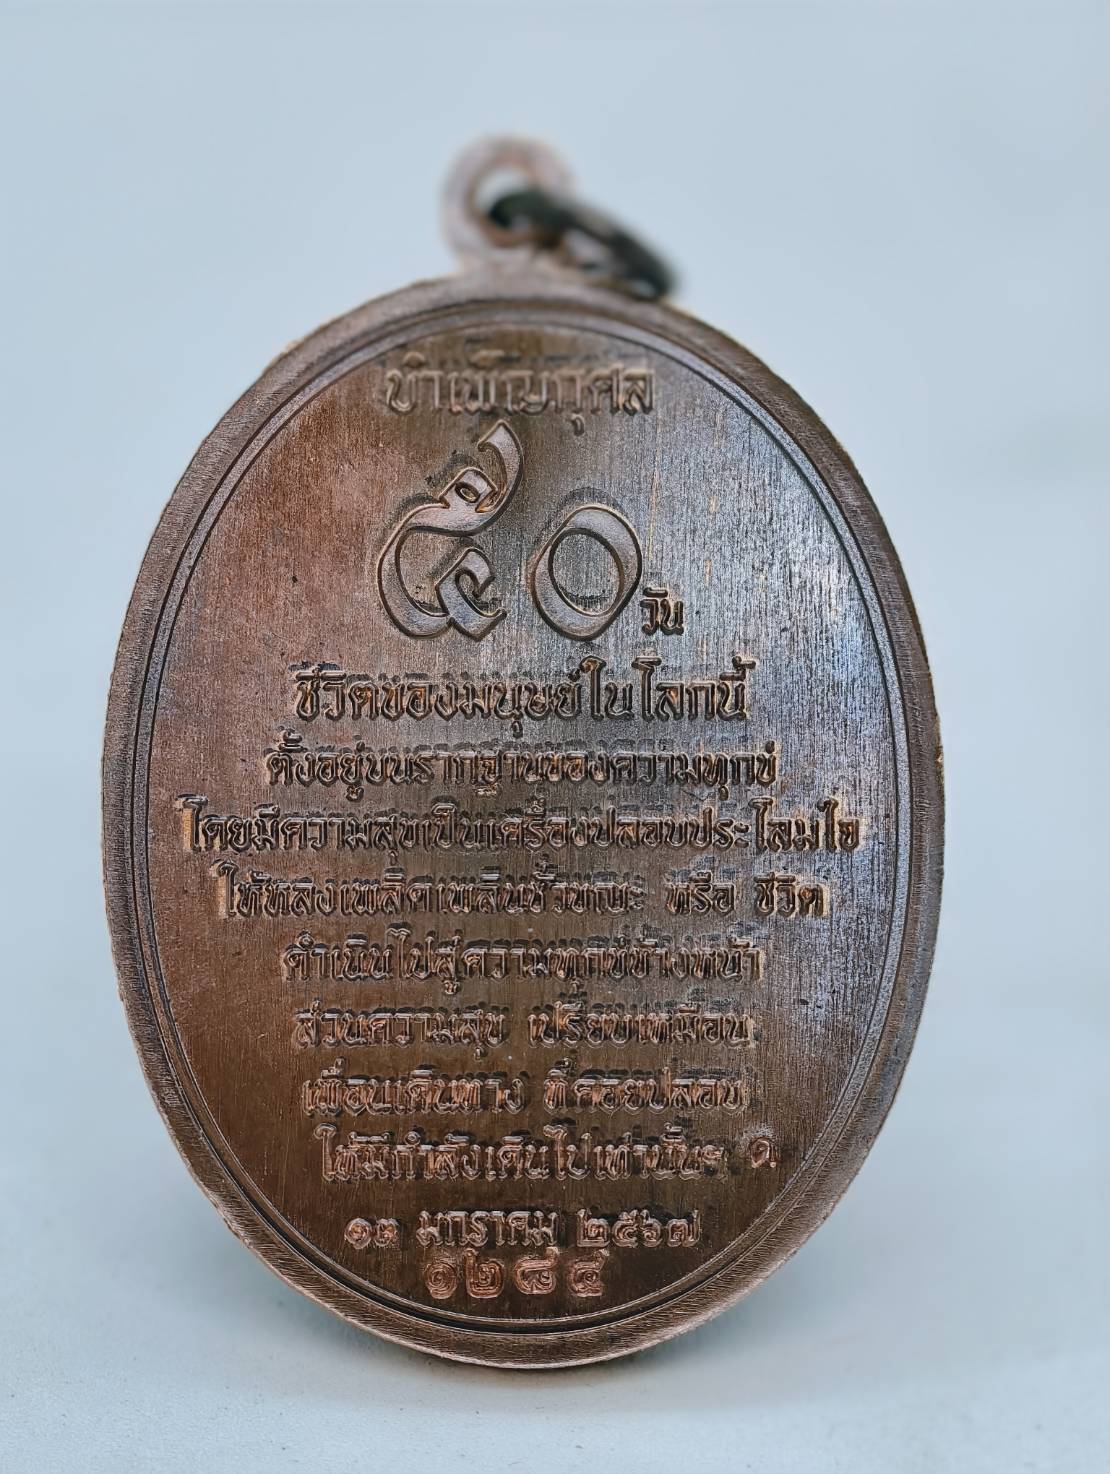 บำเพ็ญกุศล
๕๐ วัน
ชีวิตของมนุษย์ในโลกนี้
ตั้งอยู่บนรากฐานของความทุกข์
โดยมีความสุขเป็นเครื่องปลอบประโลมใจ
ให้หลงเพลิดเพลินชั่วขณะ หรือ ชีวิต
ดำเนินไปสู่ความทุกข์ข้างหน้า
ส่วนความสุข เปรียบเหมือน
เพื่อนเดินทาง ที่คอยปลอบ
ให้มีกำลังเดินไปเท่านั้นฯ ด
๑๓ มกราคม ๒๕๖๗
๑๒๘๔